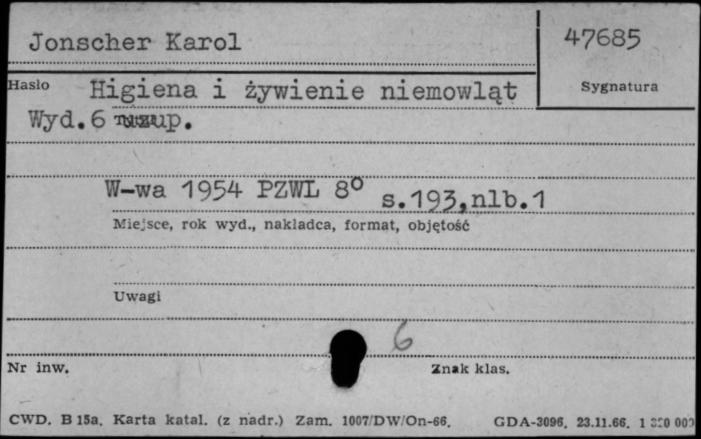 Jonscher Karol
47685
Hasło Higiena i żywienie niemowląt
Sygnatura
Wyd.6 uzup.
W-wa 1954 PZWL 8° s.193,nlb.1
Miejsce, rok wyd., nakladca, format, objętość
Uwagi
6
Nr inw.
Znak klas.
CWD. B 15a. Karta katal. (z nadr.) Zam. 1007/DW/On-66. GDA-3096. 23.11.66.